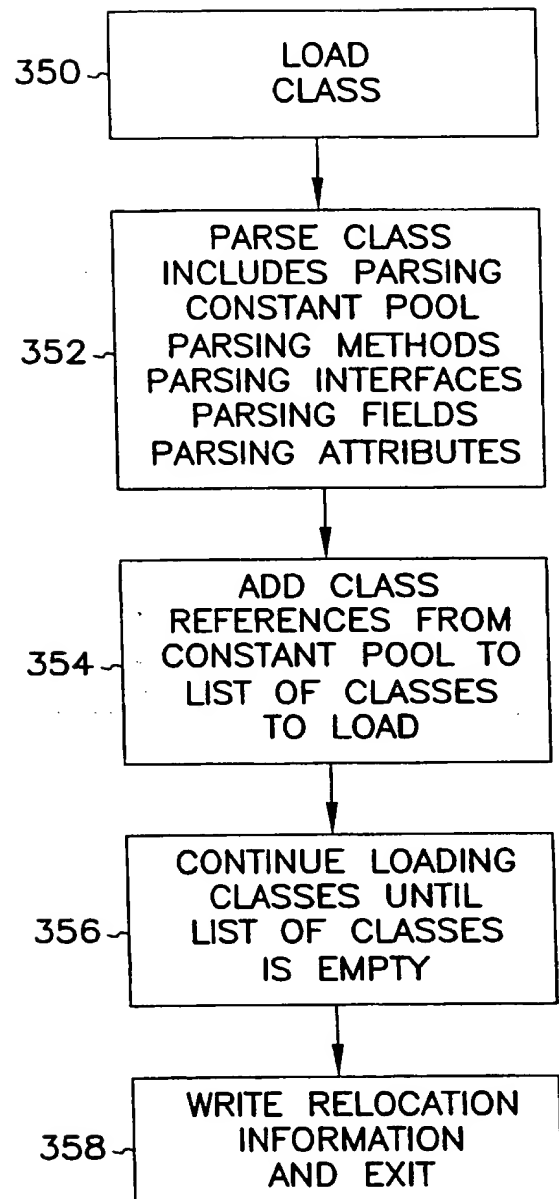 350
LOAD
CLASS
352
PARSE CLASS
INCLUDES PARSING
CONSTANT POOL
PARSING METHODS
PARSING INTERFACES
PARSING FIELDS
PARSING ATTRIBUTES
354
ADD CLASS
REFERENCES FROM
CONSTANT POOL TO
LIST OF CLASSES
TO LOAD
356
CONTINUE LOADING
CLASSES UNTIL
LIST OF CLASSES
IS EMPTY
358
WRITE RELOCATION
INFORMATION
AND EXIT